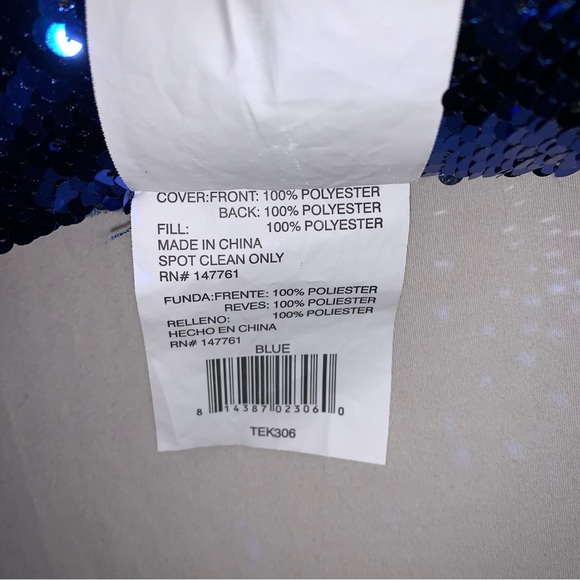 COVER:FRONT: 100% POLYESTER
BACK: 100% POLYESTER
FILL: 100% POLYESTER
MADE IN CHINA
SPOT CLEAN ONLY
RN# 147761
FUNDA:FRENTE: 100% POLIESTER
REVES: 100% POLIESTER
RELLENO: 100% POLIESTER
HECHO EN CHINA
RN# 147761
BLUE
8 14387 02306 0
TEK306